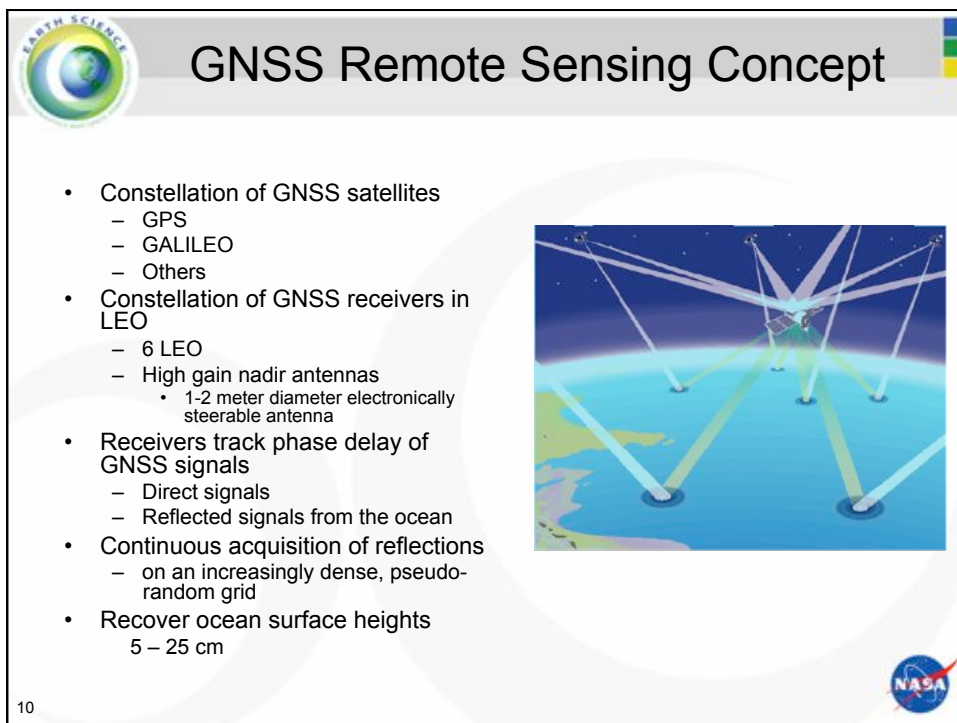 EARTH SCIENCE
GNSS Remote Sensing Concept
• Constellation of GNSS satellites
– GPS
– GALILEO
– Others
• Constellation of GNSS receivers in
LEO
– 6 LEO
– High gain nadir antennas
• 1-2 meter diameter electronically
steerable antenna
• Receivers track phase delay of
GNSS signals
– Direct signals
– Reflected signals from the ocean
• Continuous acquisition of reflections
– on an increasingly dense, pseudo-
random grid
• Recover ocean surface heights
5 – 25 cm
10
NASA